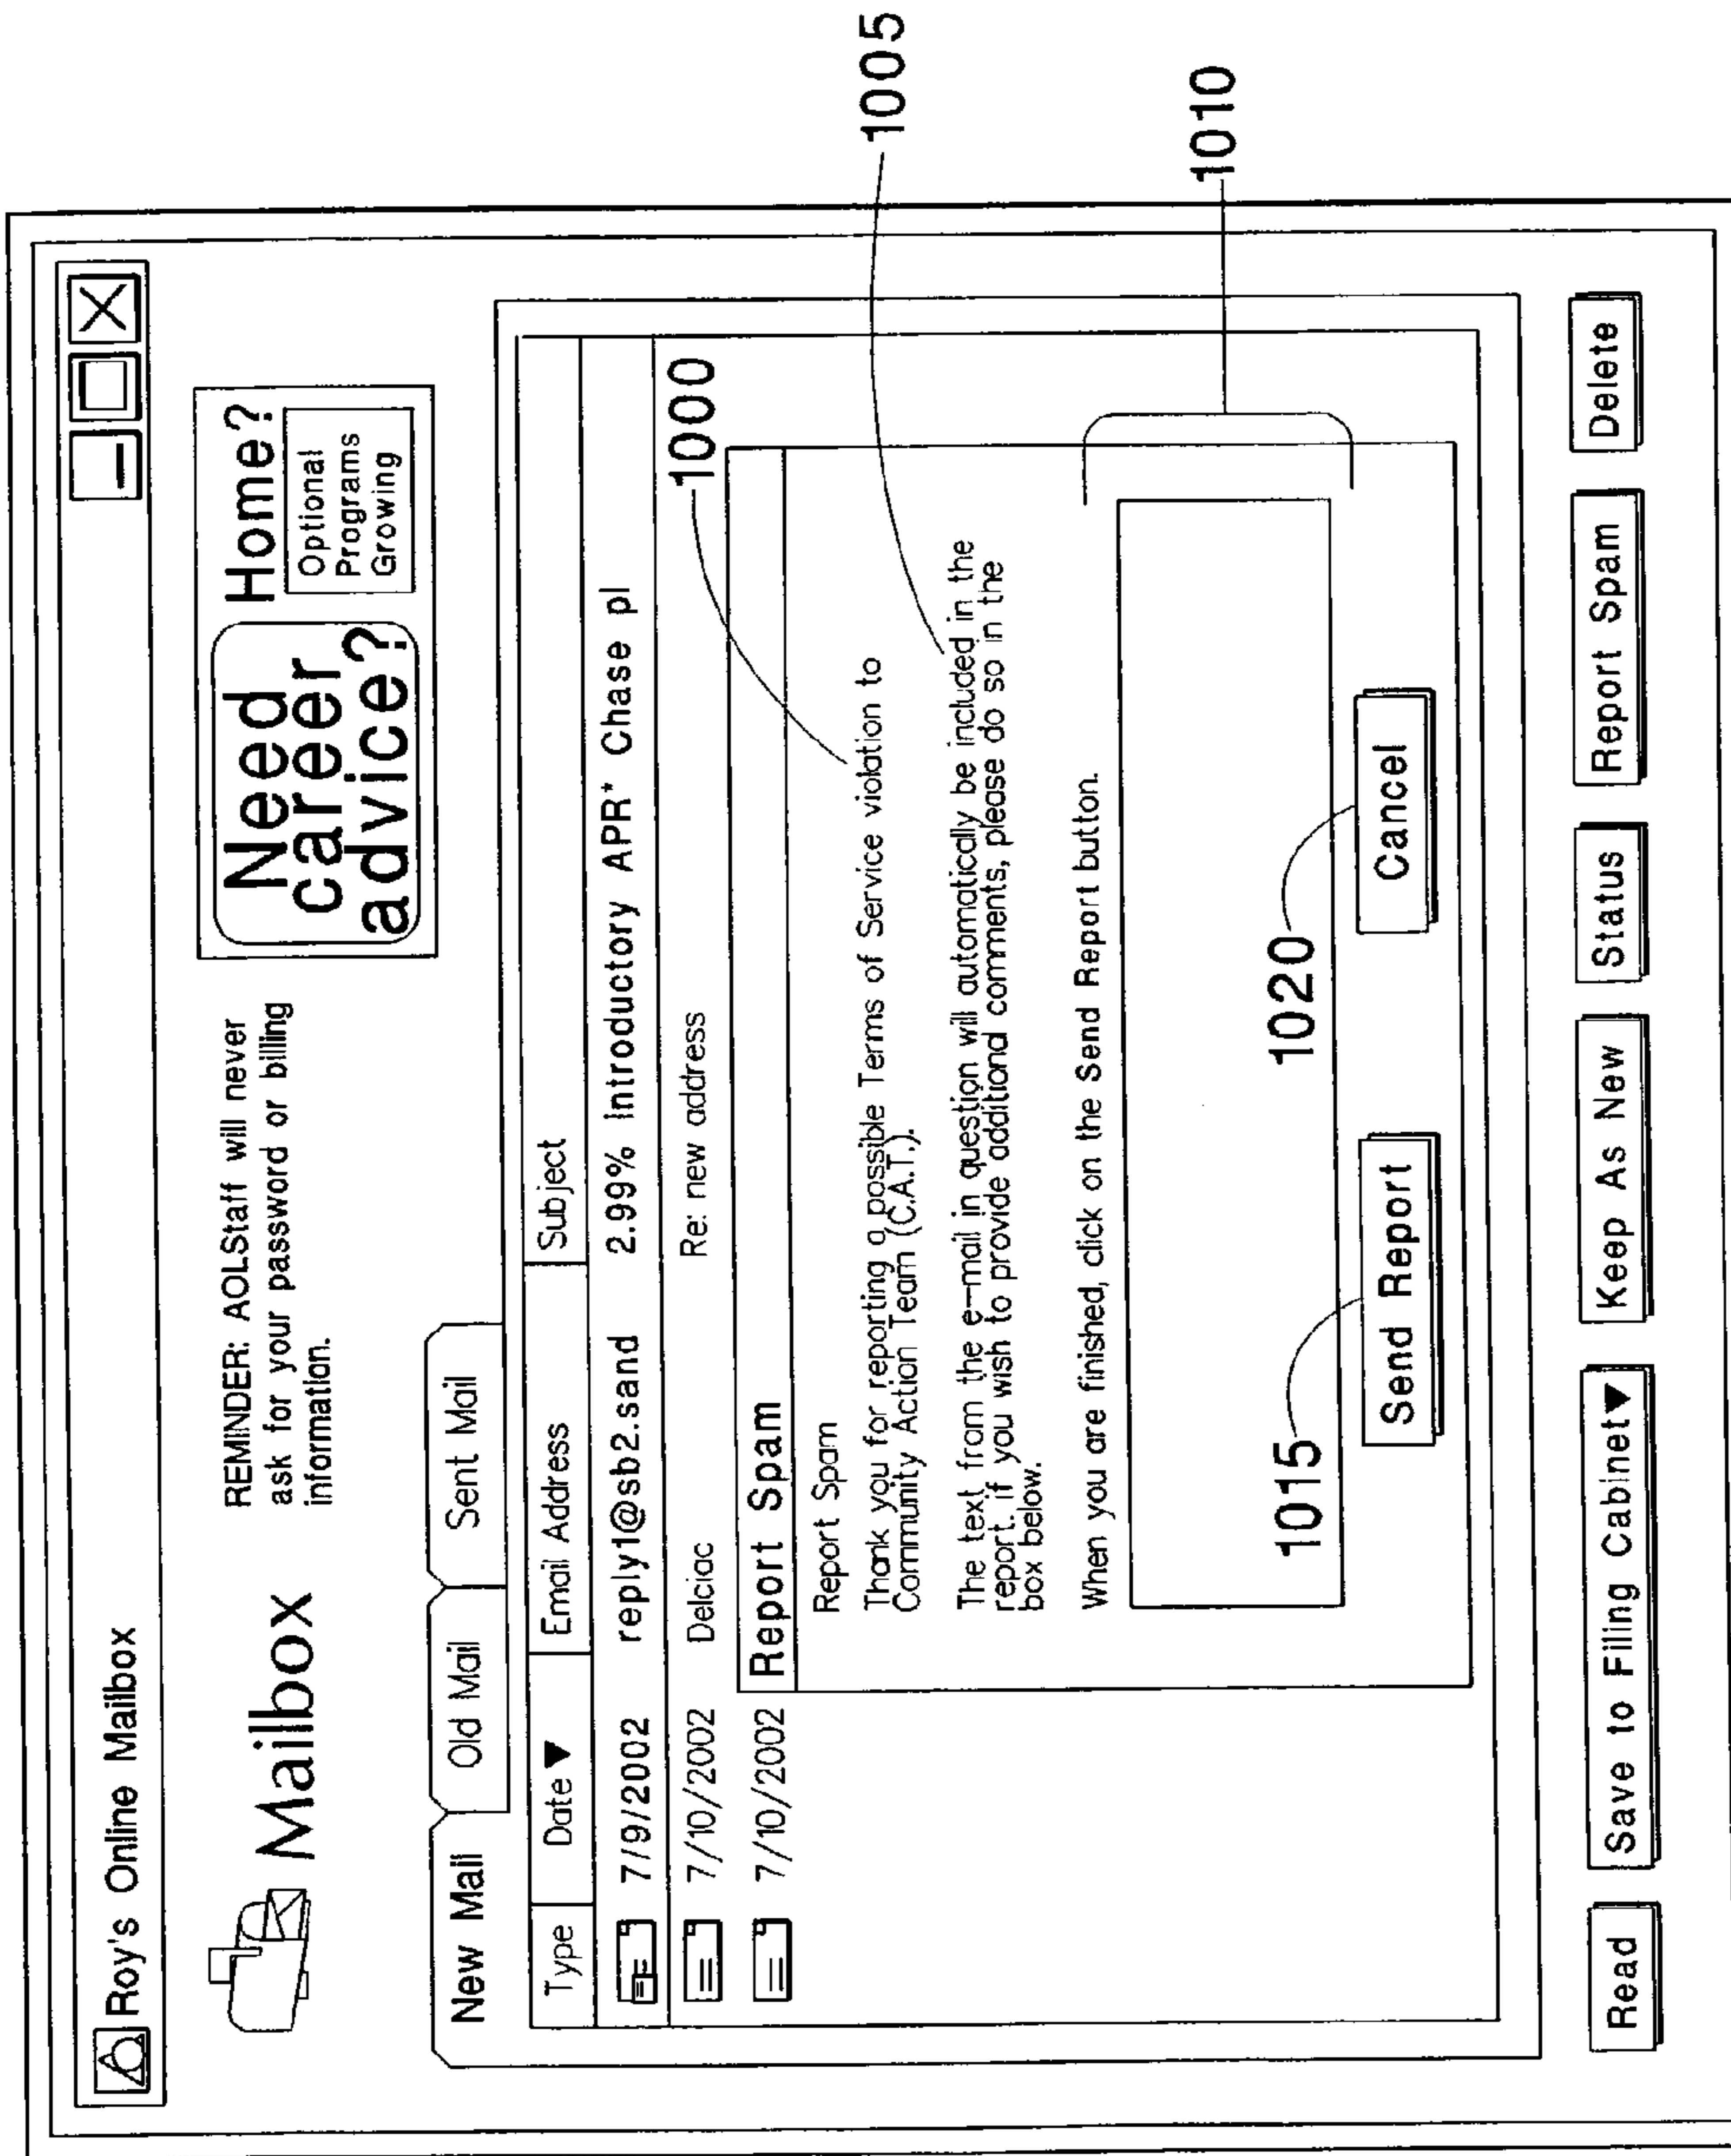 Roy's Online Mailbox
Mailbox
REMINDER: AOLStaff will never
ask for your password or billing
information.
Need
career
advice?
Home?
Optional
Programs
Growing
New Mail
Old Mail
Sent Mail
Type
Date▼
Email Address
Subject
7/9/2002 reply1@sb2.sand 2.99% Introductory APR* Chase pl
7/10/2002 Delciac Re: new address
7/10/2002
1000
Report Spam
Report Spam
Thank you for reporting a possible Terms of Service violation to
Community Action Team (C.A.T.).
1005
The text from the e-mail in question will automatically be included in the
report. if you wish to provide additional comments, please do so in the
box below.
When you are finished, click on the Send Report button.
1010
1015
1020
Send Report
Cancel
Read
Save to Filing Cabinet▼
Keep As New
Status
Report Spam
Delete